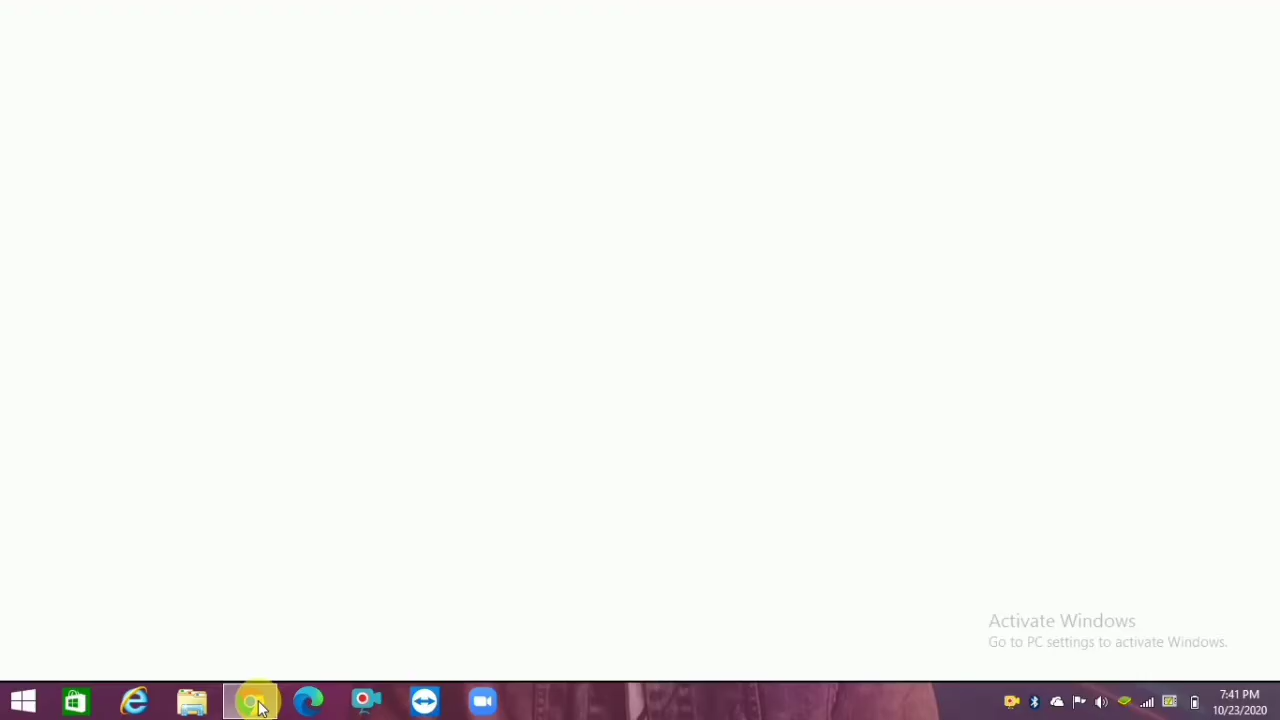 Activate Windows
Go to PC settings to activate Windows.
7:41 PM
10/23/2020